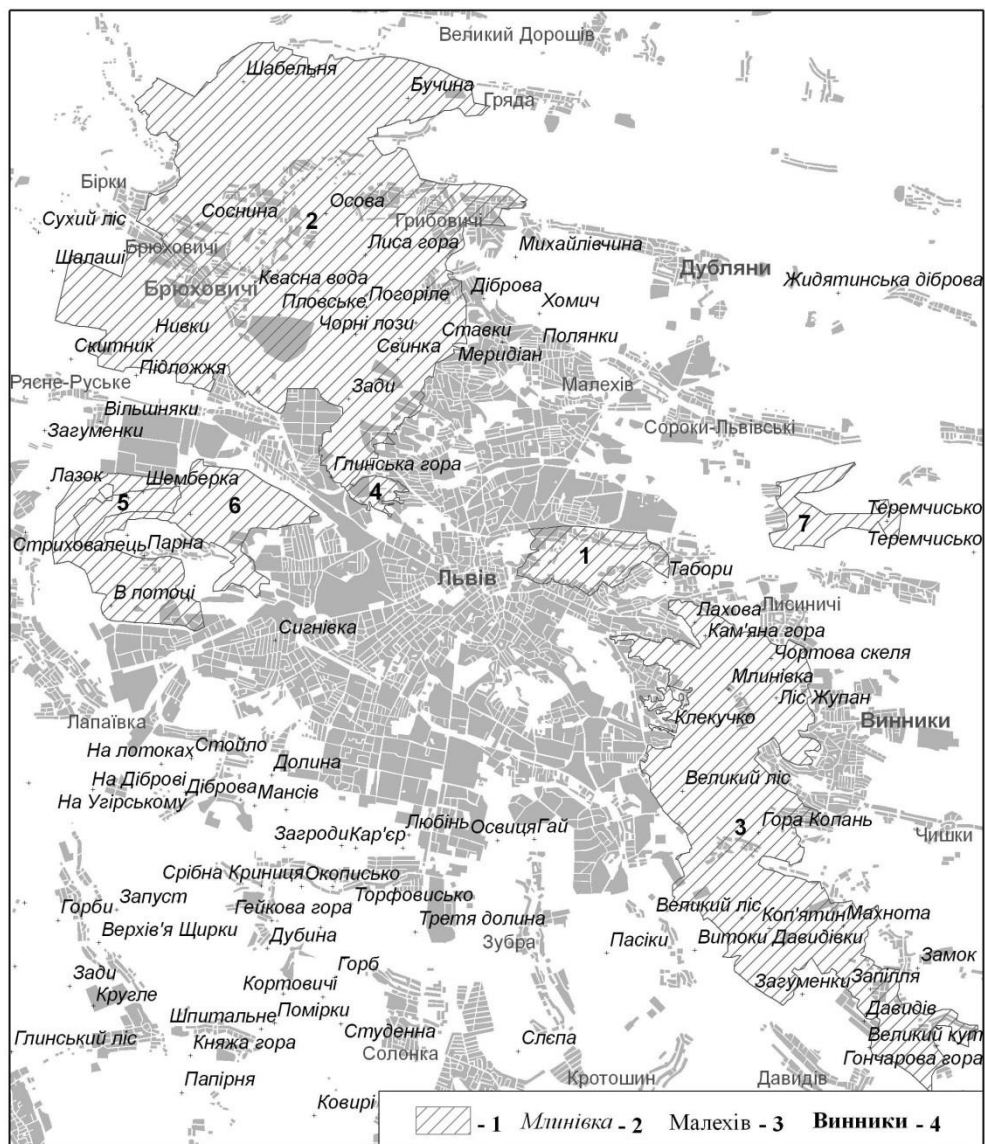 Великий Дорошів
Шабельня
Бучина
Гряда
Бірки
Соснина
2
Осова
Сухий ліс
Брюховичі
Грибовичі
Лиса гора
Михайлівчина
Шалаші
Дубляни
Квасна вода
Брюховичі
Пловське
Погоріле
Діброва
Хомич
Жидятинська діброва
Чорні лози
Нивки
Ставки
Полянки
Скитник
Свинка
Меридіан
Підложжя
Рясне-Руське
Зади
Малехів
Вільшняки
Загуменки
Сороки-Львівські
Глинська гора
Лазок
Шемберка
5
6
4
7
Теремчисько
Стриховалець
Парна
Теремчисько
1
Львів
Табори
В потоці
Лахова
Лисиничі
Сигнівка
Кам'яна гора
Чортова скеля
Млинівка
Ліс Жупан
Лапаївка
Клекучко
Винники
На лотоках
Стойло
Долина
На Діброві
Діброва
Великий ліс
На Угірському
Мансів
Загроди
Кар'єр
Любінь
Освиця
Гай
3
Гора Копань
Чишки
Срібна Криниця
Окописько
Запуст
Торфовисько
Горби
Гейкова гора
Третя долина
Великий ліс
Коп'ятин
Махнота
Верхів'я Щирки
Дубина
Зубра
Пасіки
Витоки Давидівки
Замок
Зади
Горб
Кортовичі
Загуменки
Запілля
Кругле
Помірки
Шпитальне
Давидів
Глинський ліс
Княжа гора
Студенна
Слєпа
Великий кут
Солонка
Гончарова гора
Папірня
Кротошин
Давидів
Ковирі
- 1 Млинівка - 2 Малехів - 3 Винники - 4